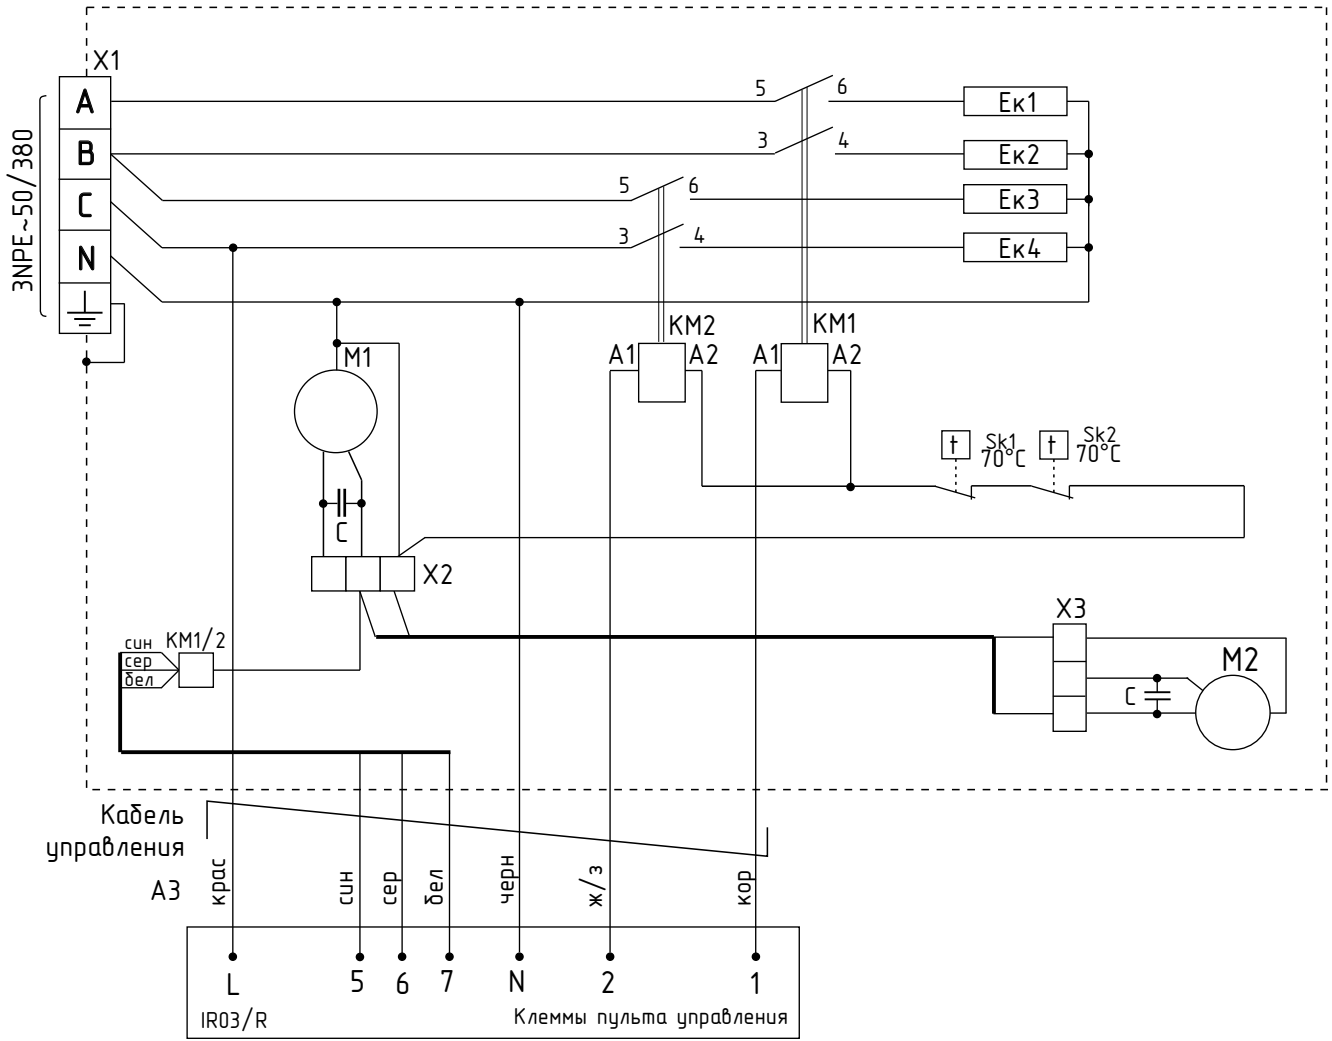 X1
A
B
C
N
3NPE~50/380
5 6
3 4
5 6
3 4
Ек1
Ек2
Ек3
Ек4
KM2
A1 A2
KM1
A1 A2
M1
C
X2
t Sk1
70°C
t Sk2
70°C
X3
M2
C
KM1/2
син
сер
бел
Кабель
управления
А3
крас
син
сер
бел
черн
ж/з
кор
L 5 6 7 N 2 1
IR03/R Клеммы пульта управления